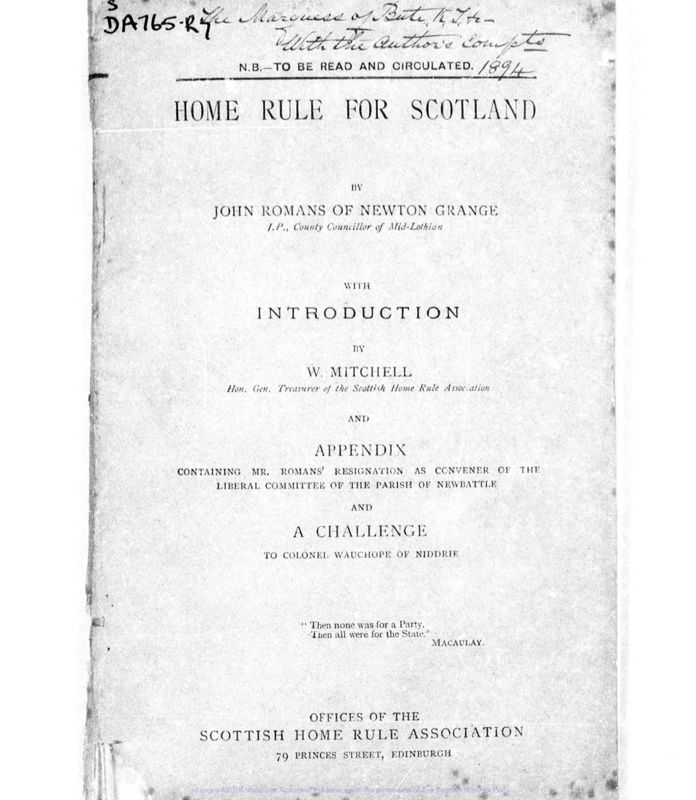 S
DA765.R7
The Marquess of Bute, K.T. &c
With the Author's Compts
N.B.—TO BE READ AND CIRCULATED. 1894
HOME RULE FOR SCOTLAND
BY
JOHN ROMANS OF NEWTON GRANGE
J.P., County Councillor of Mid-Lothian
WITH
INTRODUCTION
BY
W. MITCHELL
Hon. Gen. Treasurer of the Scottish Home Rule Association
AND
APPENDIX
CONTAINING MR. ROMANS' RESIGNATION AS CONVENER OF THE
LIBERAL COMMITTEE OF THE PARISH OF NEWBATTLE
AND
A CHALLENGE
TO COLONEL WAUCHOPE OF NIDDRIE
"Then none was for a Party,
Then all were for the State."
MACAULAY.
OFFICES OF THE
SCOTTISH HOME RULE ASSOCIATION
79 PRINCES STREET, EDINBURGH